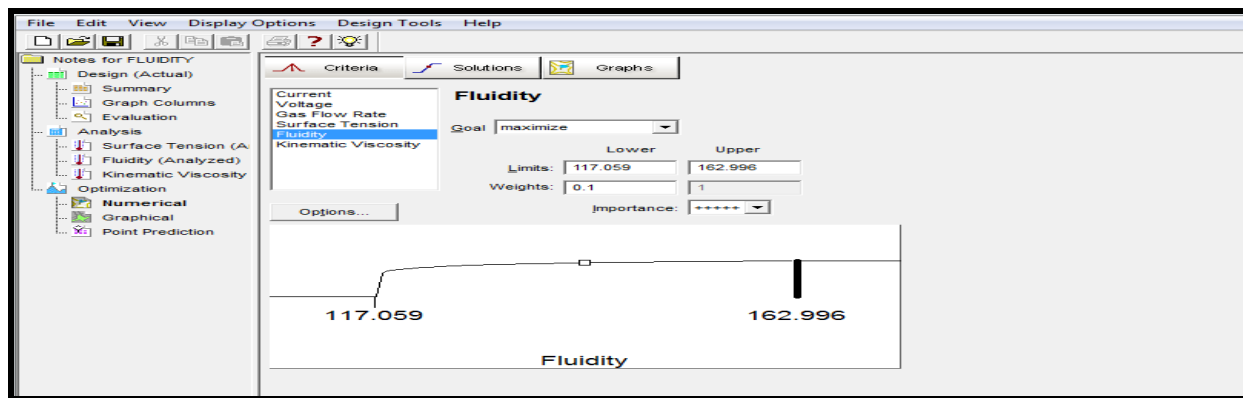 File Edit View Display Options Design Tools Help
Notes for FLUIDITY
Design (Actual)
Summary
Graph Columns
Evaluation
Analysis
Surface Tension (A
Fluidity (Analyzed)
Kinematic Viscosity
Optimization
Numerical
Graphical
Point Prediction
Criteria Solutions Graphs
Current
Voltage
Gas Flow Rate
Surface Tension
Fluidity
Kinematic Viscosity
Options...
Fluidity
Goal maximize
Lower Upper
Limits: 117.059 162.996
Weights: 0.1 1
Importance: +++++
117.059 162.996
Fluidity